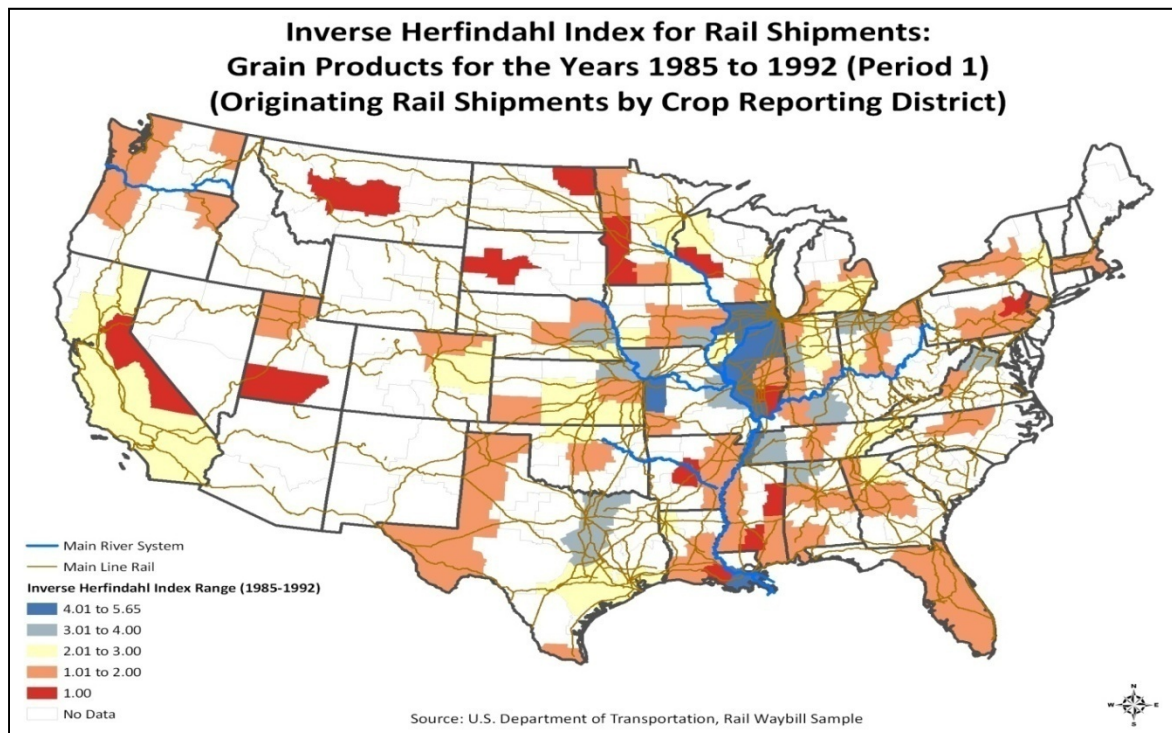 Inverse Herfindahl Index for Rail Shipments:
Grain Products for the Years 1985 to 1992 (Period 1)
(Originating Rail Shipments by Crop Reporting District)
Main River System
Main Line Rail
Inverse Herfindahl Index Range (1985-1992)
4.01 to 5.65
3.01 to 4.00
2.01 to 3.00
1.01 to 2.00
1.00
No Data
Source: U.S. Department of Transportation, Rail Waybill Sample
N
W E
S